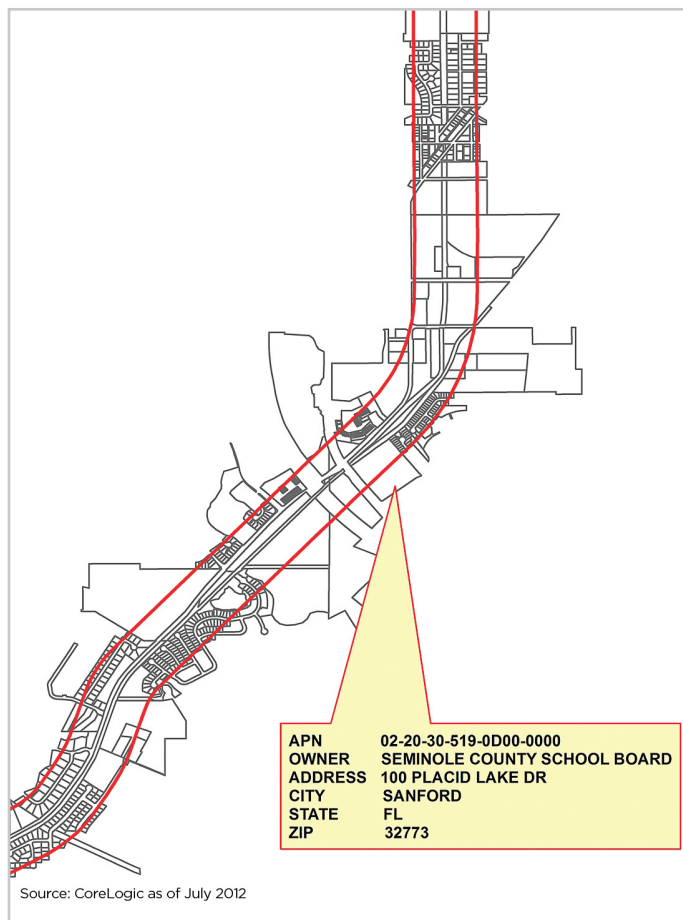 APN 02-20-30-519-0D00-0000
OWNER SEMINOLE COUNTY SCHOOL BOARD
ADDRESS 100 PLACID LAKE DR
CITY SANFORD
STATE FL
ZIP 32773
Source: CoreLogic as of July 2012